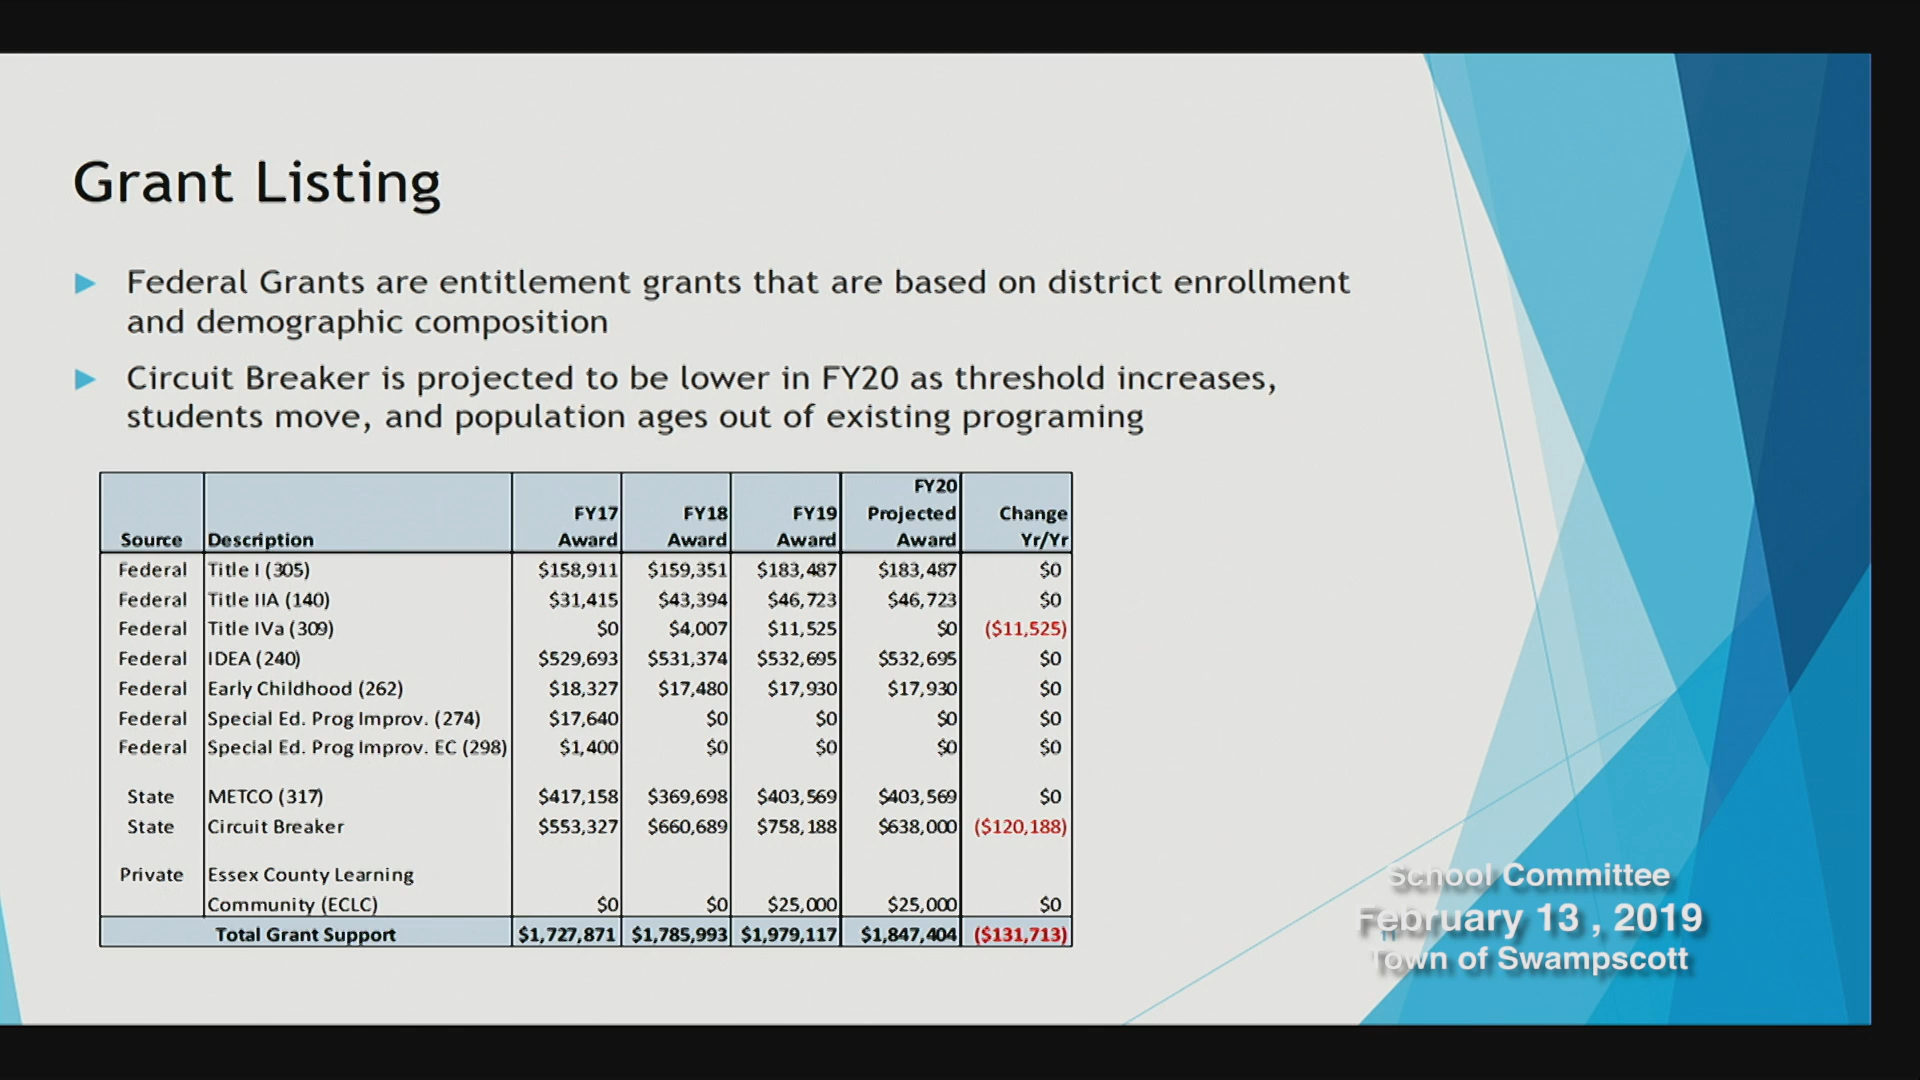 Grant Listing
Federal Grants are entitlement grants that are based on district enrollment
and demographic composition
Circuit Breaker is projected to be lower in FY20 as threshold increases,
students move, and population ages out of existing programing
Source Description FY17 Award FY18 Award FY19 Award FY20 Projected Award Change Yr/Yr
Federal Title I (305) $158,911 $159,351 $183,487 $183,487 $0
Federal Title IIA (140) $31,415 $43,394 $46,723 $46,723 $0
Federal Title IVa (309) $0 $4,007 $11,525 $0 ($11,525)
Federal IDEA (240) $529,693 $531,374 $532,695 $532,695 $0
Federal Early Childhood (262) $18,327 $17,480 $17,930 $17,930 $0
Federal Special Ed. Prog Improv. (274) $17,640 $0 $0 $0 $0
Federal Special Ed. Prog Improv. EC (298) $1,400 $0 $0 $0 $0
State METCO (317) $417,158 $369,698 $403,569 $403,569 $0
State Circuit Breaker $553,327 $660,689 $758,188 $638,000 ($120,188)
Private Essex County Learning
Community (ECLC) $0 $0 $25,000 $25,000 $0
Total Grant Support $1,727,871 $1,785,993 $1,979,117 $1,847,404 ($131,713)
School Committee
February 13 , 2019
11
Town of Swampscott